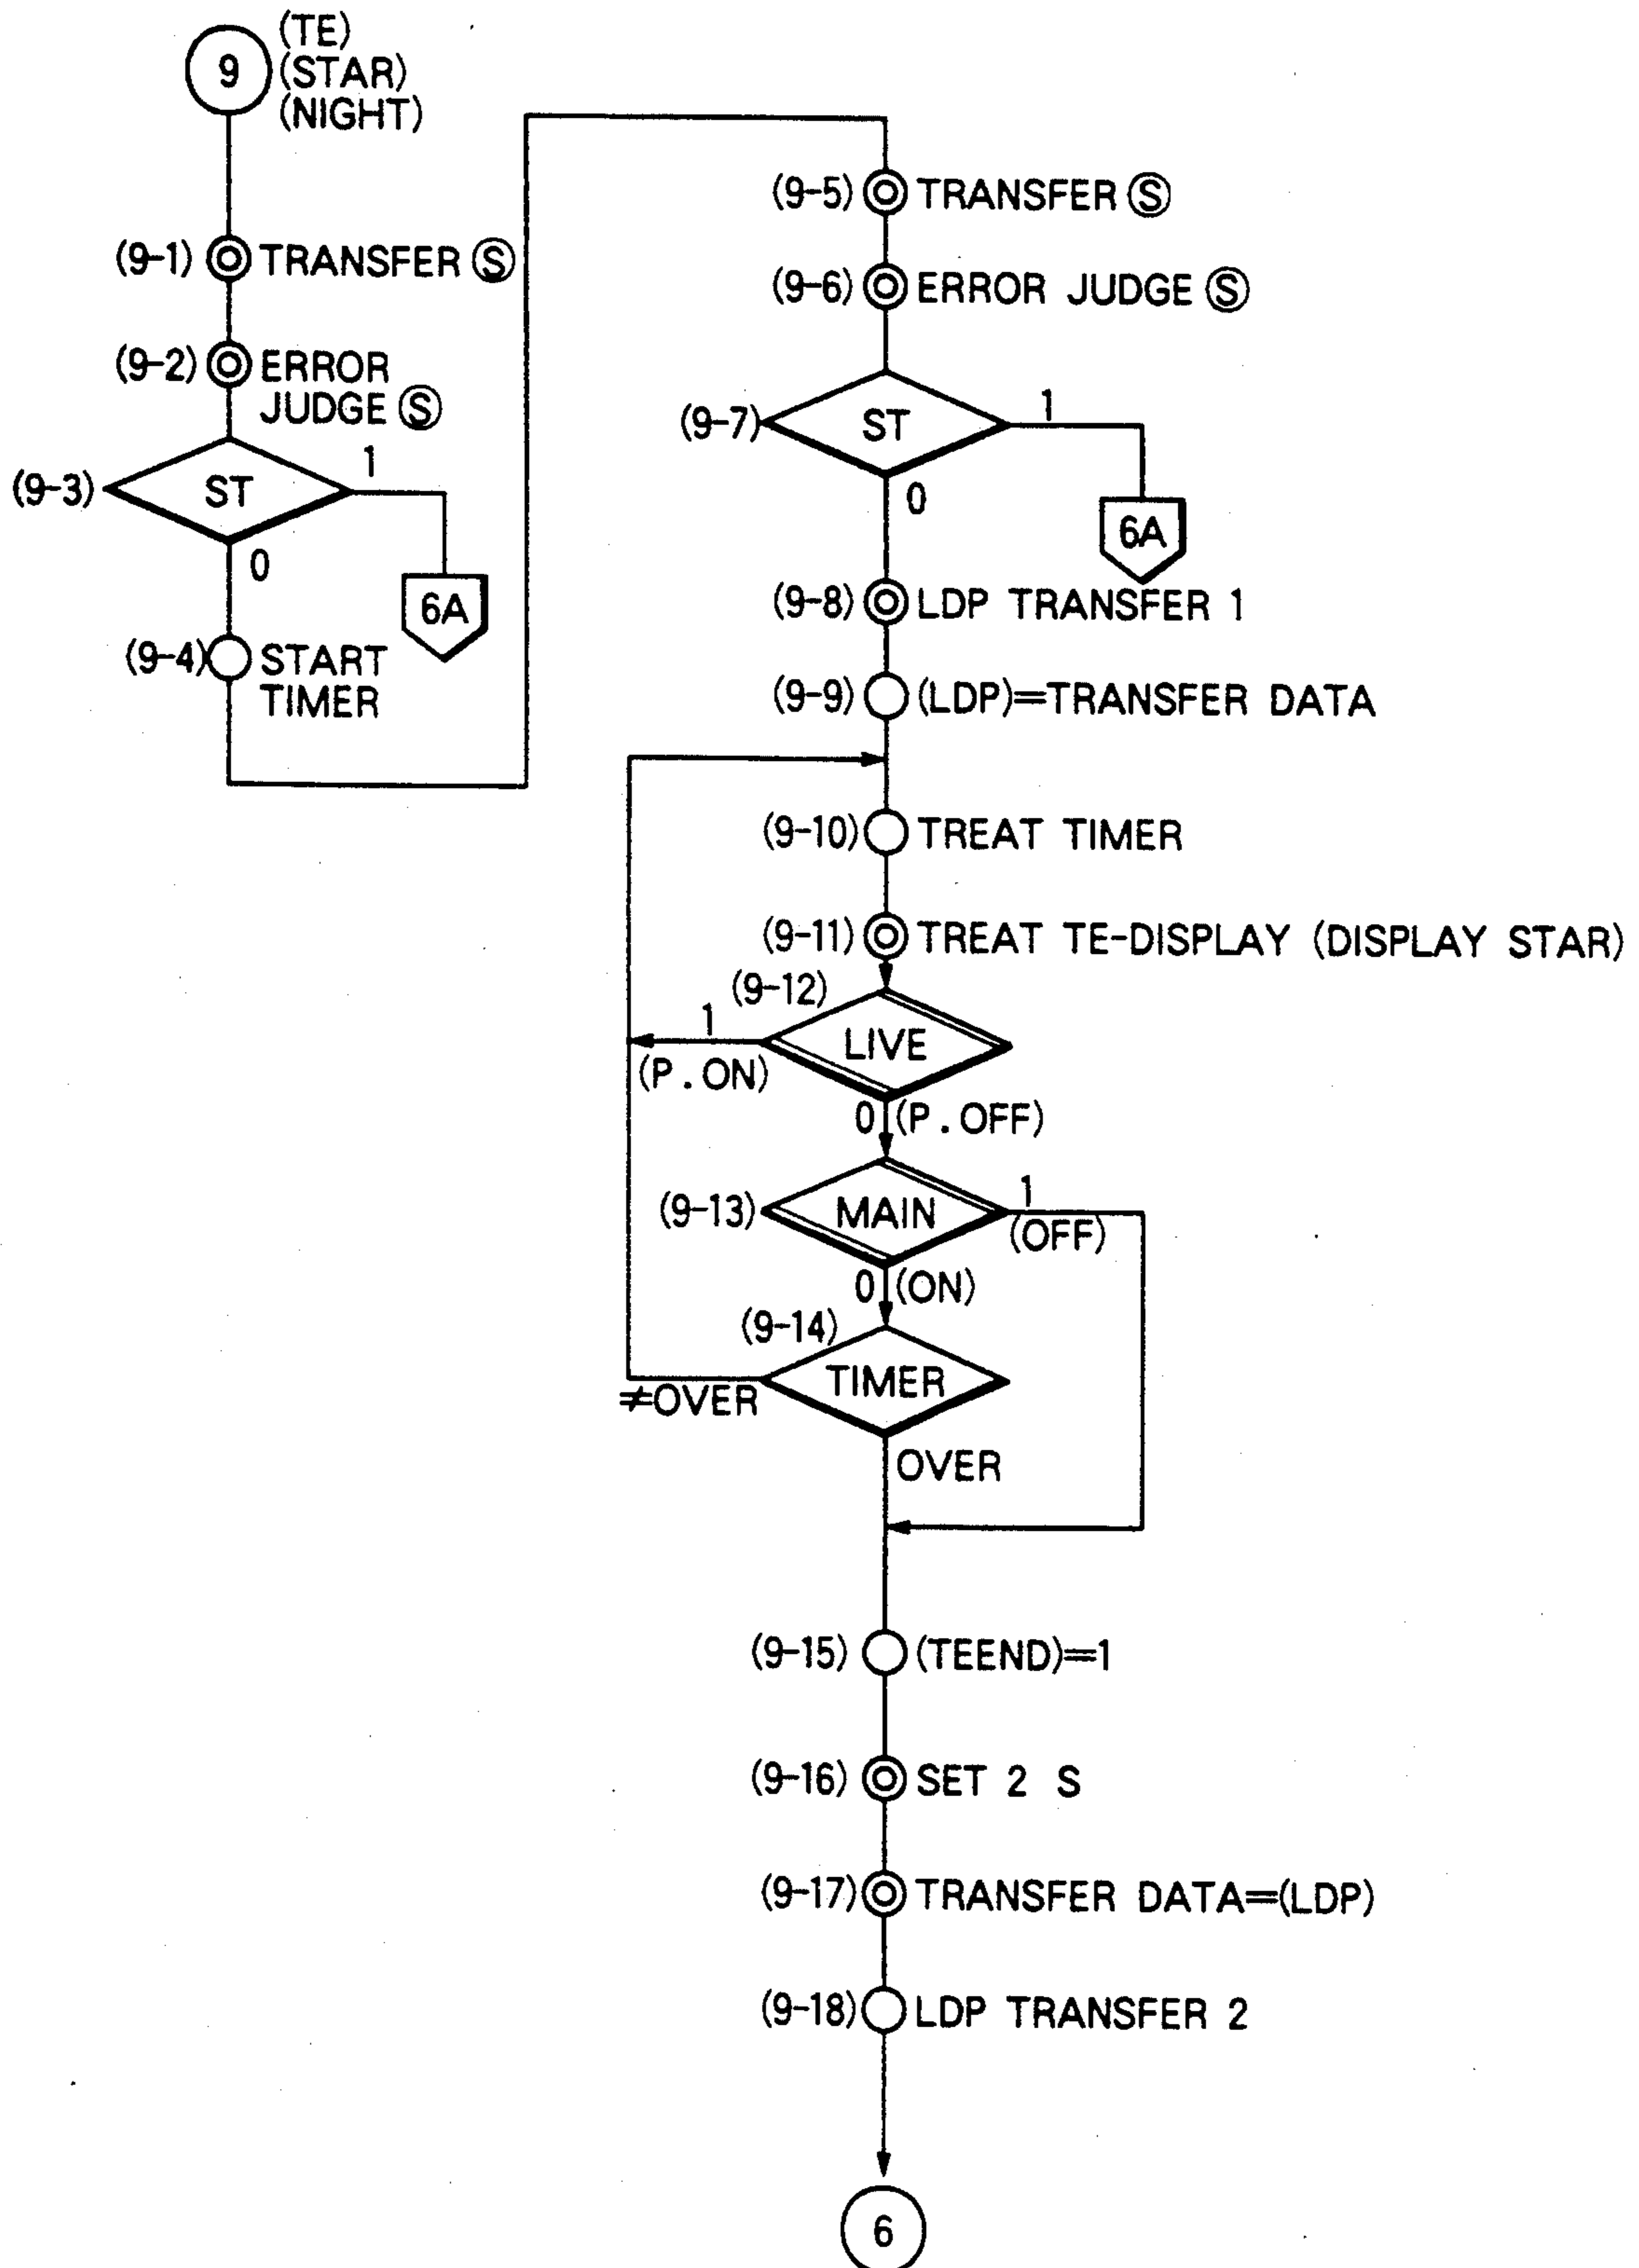 9
(TE)
(STAR)
(NIGHT)
(9-1) TRANSFER Ⓢ
(9-2) ERROR
JUDGE Ⓢ
(9-3) ST
1
0
6A
(9-4) START
TIMER
(9-5) TRANSFER Ⓢ
(9-6) ERROR JUDGE Ⓢ
(9-7) ST
1
0
6A
(9-8) LDP TRANSFER 1
(9-9) (LDP)=TRANSFER DATA
(9-10) TREAT TIMER
(9-11) TREAT TE-DISPLAY (DISPLAY STAR)
(9-12)
LIVE
1
(P.ON)
0 (P.OFF)
(9-13) MAIN
1
(OFF)
0 (ON)
(9-14)
TIMER
≠OVER
OVER
(9-15) (TEEND)=1
(9-16) SET 2 S
(9-17) TRANSFER DATA=(LDP)
(9-18) LDP TRANSFER 2
6